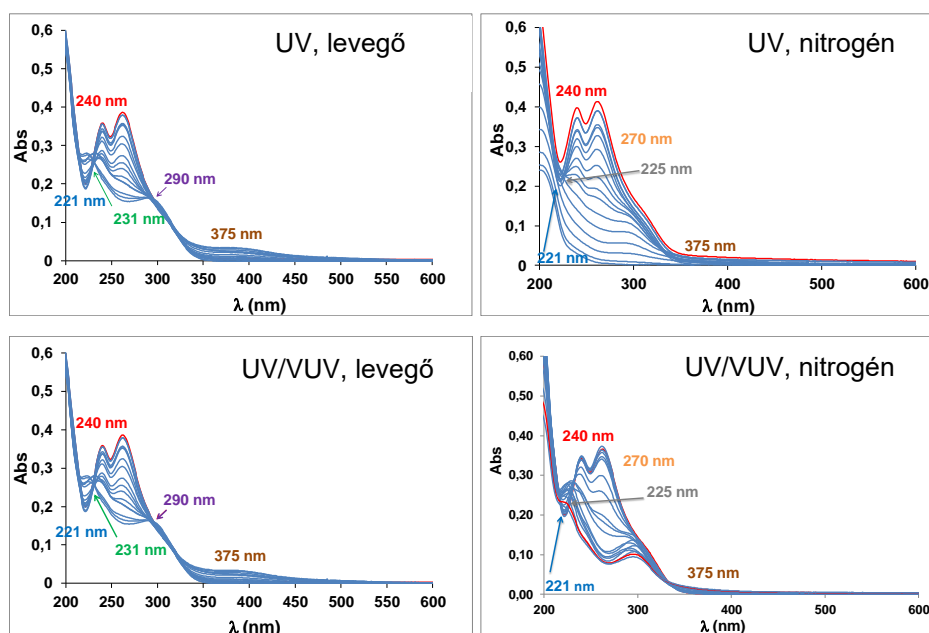 UV, levegő
Abs
0,6
0,5
0,4
0,3
0,2
0,1
0
240 nm
290 nm
221 nm
231 nm
375 nm
200 250 300 350 400 450 500 550 600
λ (nm)
UV, nitrogén
Abs
0,6
0,5
0,4
0,3
0,2
0,1
0
240 nm
270 nm
225 nm
221 nm
375 nm
200 300 400 500 600
λ (nm)
UV/VUV, levegő
Abs
0,6
0,5
0,4
0,3
0,2
0,1
0
240 nm
290 nm
221 nm
231 nm
375 nm
200 250 300 350 400 450 500 550 600
λ (nm)
UV/VUV, nitrogén
Abs
0,60
0,50
0,40
0,30
0,20
0,10
0,00
240 nm
270 nm
225 nm
221 nm
375 nm
200 300 400 500 600
λ (nm)